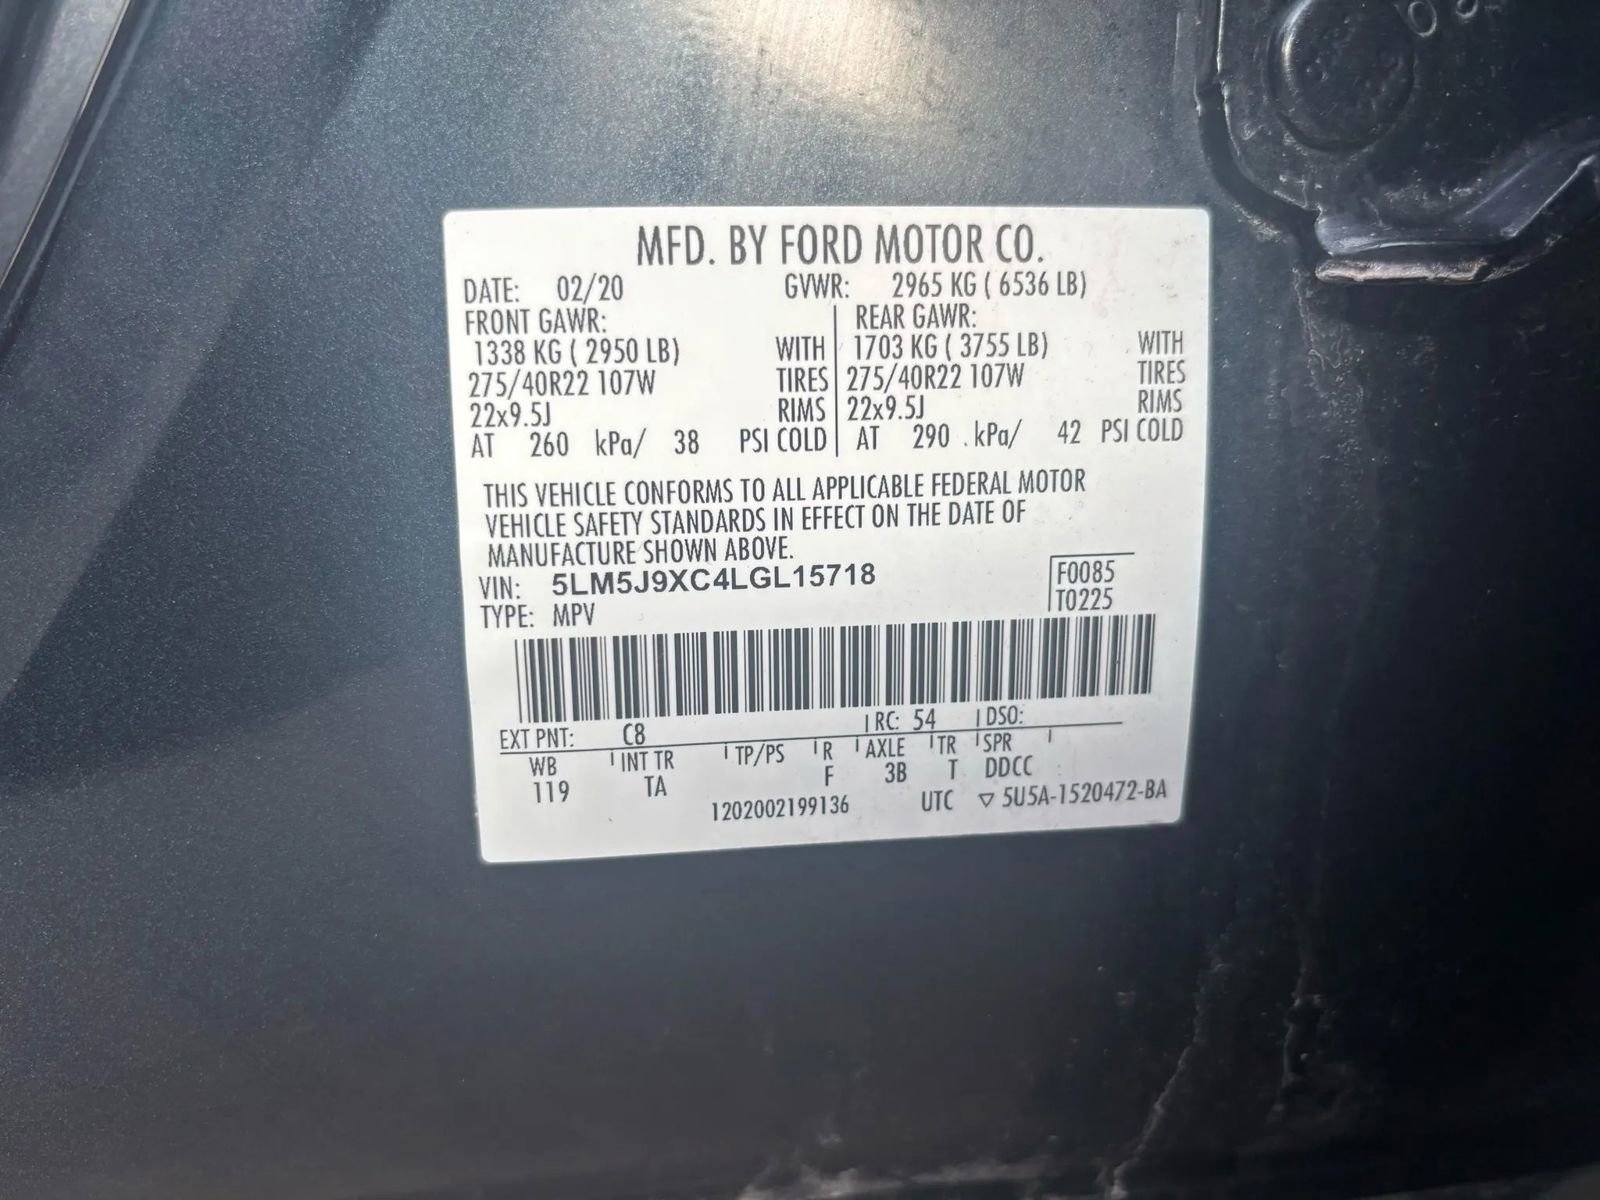 MFD. BY FORD MOTOR CO.
DATE: 02/20 GVWR: 2965 KG ( 6536 LB)
FRONT GAWR: REAR GAWR:
1338 KG ( 2950 LB) WITH 1703 KG ( 3755 LB) WITH
275/40R22 107W TIRES 275/40R22 107W TIRES
22x9.5J RIMS 22x9.5J RIMS
AT 260 kPa/ 38 PSI COLD AT 290 kPa/ 42 PSI COLD
THIS VEHICLE CONFORMS TO ALL APPLICABLE FEDERAL MOTOR
VEHICLE SAFETY STANDARDS IN EFFECT ON THE DATE OF
MANUFACTURE SHOWN ABOVE.
VIN: 5LM5J9XC4LGL15718 F0085
TYPE: MPV T0225
EXT PNT: C8 RC: 54 DSO:
WB INT TR TP/PS R AXLE TR SPR
119 TA F 3B T DDCC
1202002199136 UTC ▽ 5U5A-1520472-BA